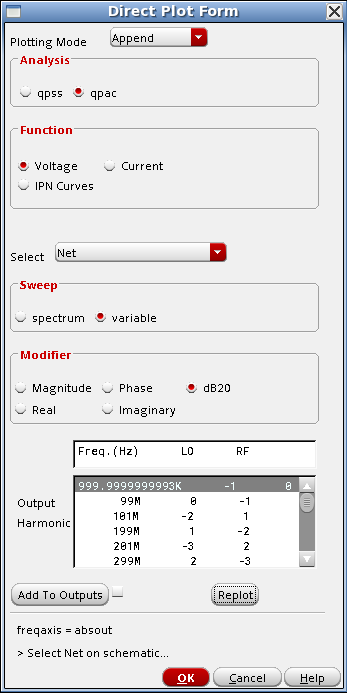 Direct Plot Form
Plotting Mode Append
Analysis
qpss qpac
Function
Voltage Current
IPN Curves
Select Net
Sweep
spectrum variable
Modifier
Magnitude Phase dB20
Real Imaginary
Freq.(Hz) LO RF
999.9999999993K -1 0
99M 0 -1
101M -2 1
199M 1 -2
201M -3 2
299M 2 -3
Output
Harmonic
Add To Outputs Replot
freqaxis = absout
> Select Net on schematic...
OK Cancel Help